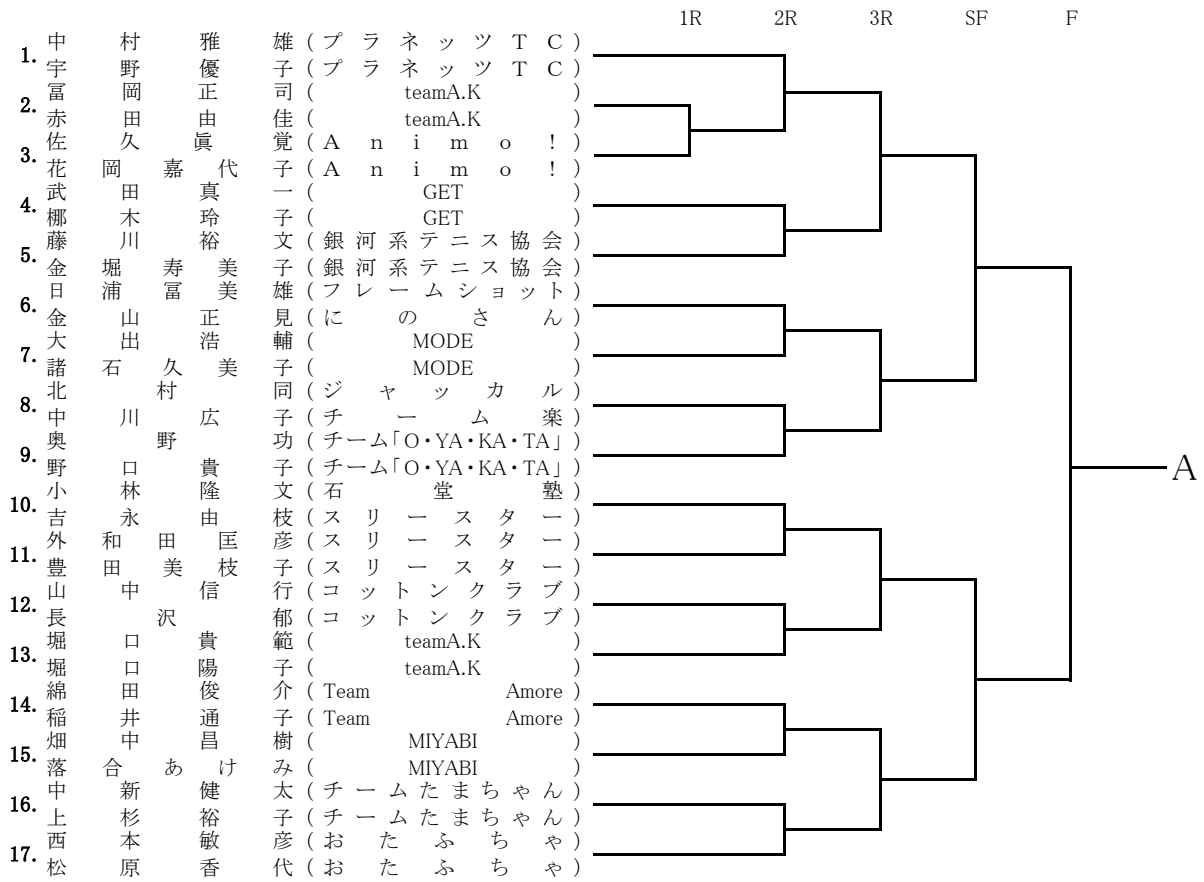 1R 2R 3R SF F
1.
中村雅雄(プラネッツTC)
宇野優子(プラネッツTC)
2.
冨岡正司(teamA.K)
赤田由佳(teamA.K)
3.
佐久眞覚(Animo!)
花岡嘉代子(Animo!)
4.
武田真一(GET)
梛木玲子(GET)
5.
藤川裕文(銀河系テニス協会)
金堀寿美子(銀河系テニス協会)
6.
日浦冨美雄(フレームショット)
金山正見(にのさん)
7.
大出浩輔(MODE)
諸石久美子(MODE)
8.
北村同(ジャッカル)
中川広子(チーム楽)
9.
奥野功(チーム「O・YA・KA・TA」)
野口貴子(チーム「O・YA・KA・TA」)
A
10.
小林隆文(石堂塾)
吉永由枝(スリースター)
11.
外和田匡彦(スリースター)
豊田美枝子(スリースター)
12.
山中信行(コットンクラブ)
長沢郁(コットンクラブ)
13.
堀口貴範(teamA.K)
堀口陽子(teamA.K)
14.
綿田俊介(Team Amore)
稲井通子(Team Amore)
15.
畑中昌樹(MIYABI)
落合あけみ(MIYABI)
16.
中新健太(チームたまちゃん)
上杉裕子(チームたまちゃん)
17.
西本敏彦(おたふちゃ)
松原香代(おたふちゃ)